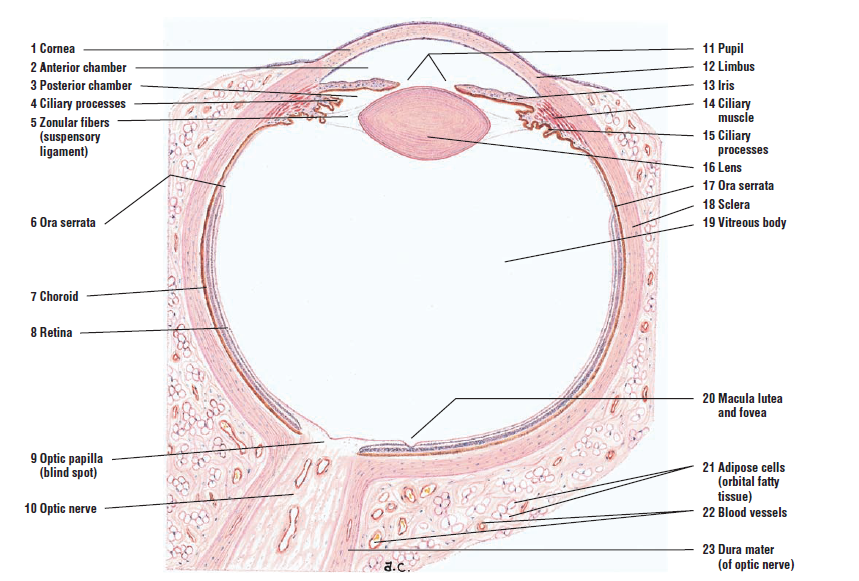 1 Cornea
2 Anterior chamber
3 Posterior chamber
4 Ciliary processes
5 Zonular fibers
(suspensory
ligament)
6 Ora serrata
7 Choroid
8 Retina
9 Optic papilla
(blind spot)
10 Optic nerve
11 Pupil
12 Limbus
13 Iris
14 Ciliary
muscle
15 Ciliary
processes
16 Lens
17 Ora serrata
18 Sclera
19 Vitreous body
20 Macula lutea
and fovea
21 Adipose cells
(orbital fatty
tissue)
22 Blood vessels
23 Dura mater
(of optic nerve)
a.c.